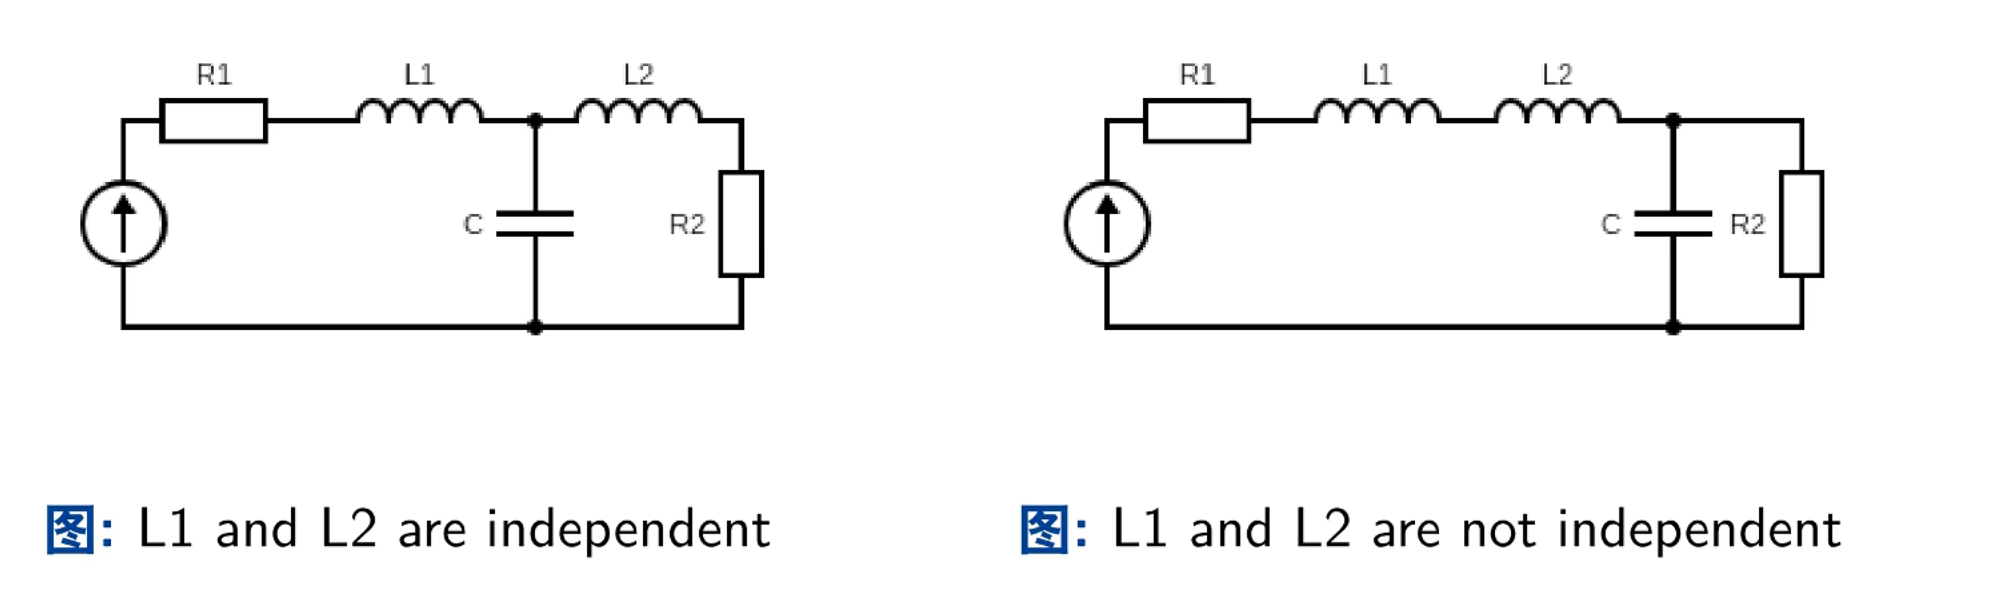 R1 L1 L2
C R2
图: L1 and L2 are independent
R1 L1 L2
C R2
图: L1 and L2 are not independent